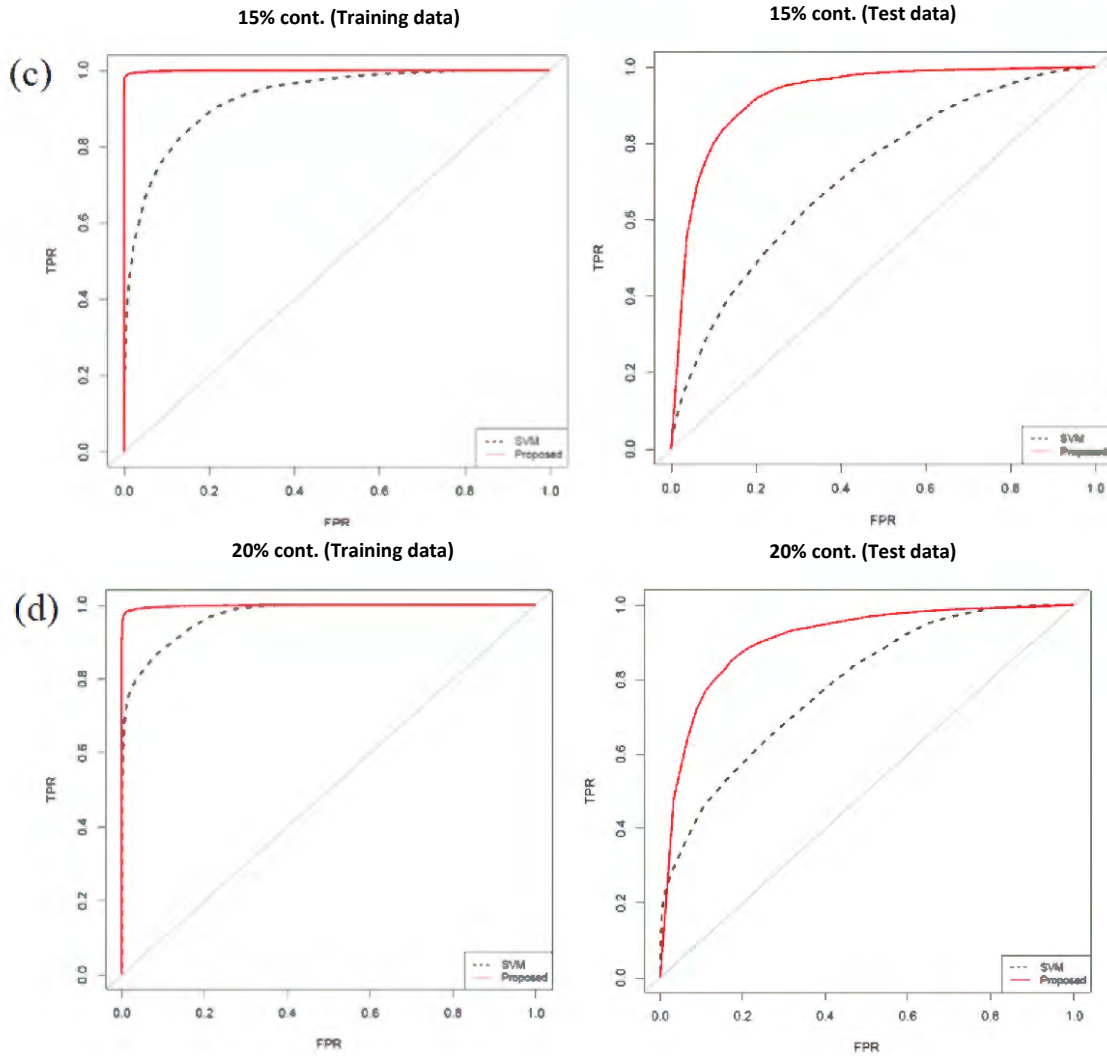 15% cont. (Training data)
15% cont. (Test data)
(c)
TPR
1.0
0.8
0.6
0.4
0.2
0.0
SVM
Proposed
0.0 0.2 0.4 0.6 0.8 1.0
FPR
TPR
1.0
0.8
0.6
0.4
0.2
0.0
SVM
Proposed
0.0 0.2 0.4 0.6 0.8 1.0
FPR
20% cont. (Training data)
20% cont. (Test data)
(d)
TPR
1.0
0.8
0.6
0.4
0.2
0.0
SVM
Proposed
0.0 0.2 0.4 0.6 0.8 1.0
FPR
TPR
1.0
0.8
0.6
0.4
0.2
0.0
SVM
Proposed
0.0 0.2 0.4 0.6 0.8 1.0
FPR